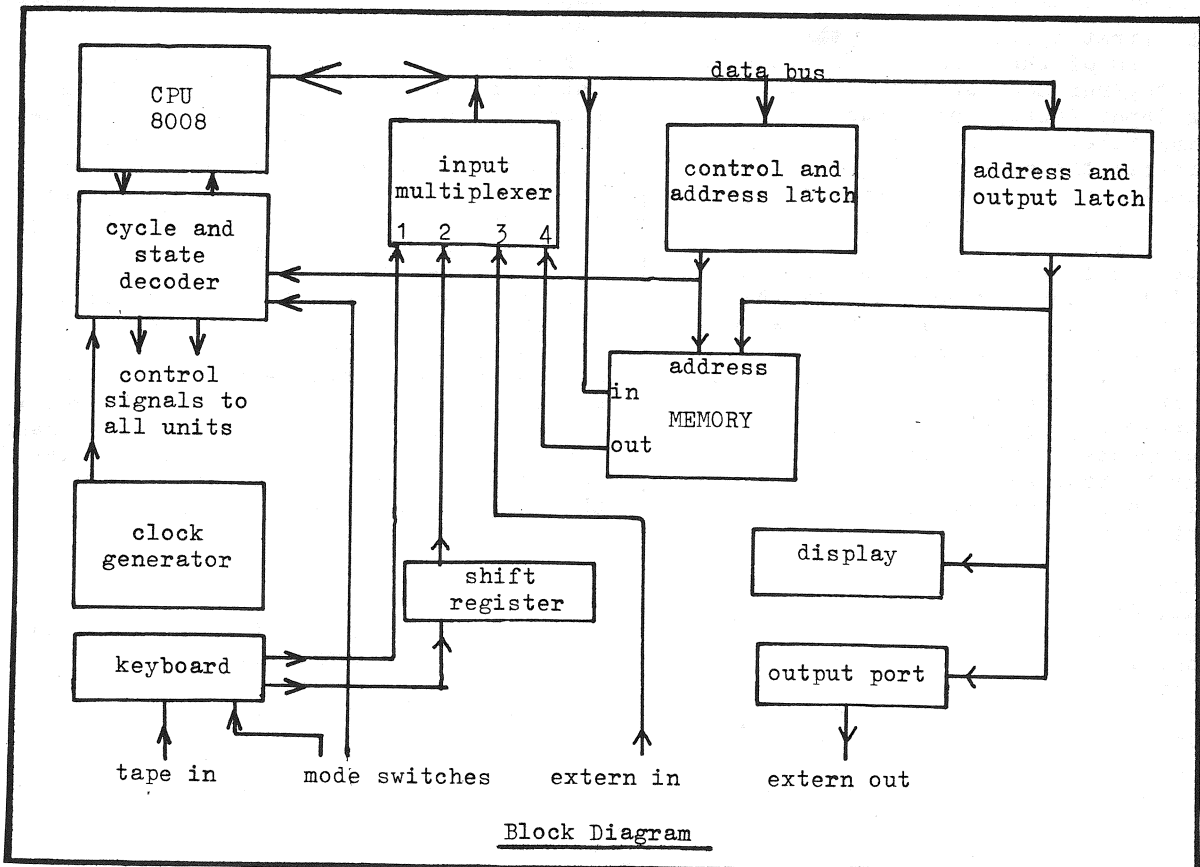 CPU
8008
data bus
input
multiplexer
1 2 3 4
control and
address latch
address and
output latch
cycle and
state
decoder
control
signals to
all units
address
in
MEMORY
out
clock
generator
shift
register
display
keyboard
output port
tape in
mode switches
extern in
extern out
Block Diagram